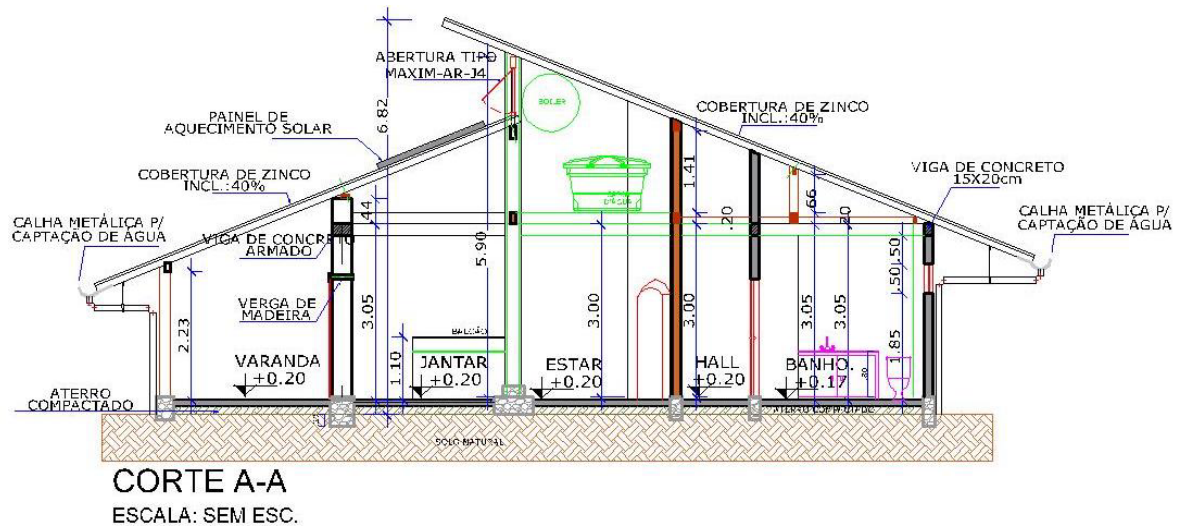 ABERTURA TIPO
MAXIM-AR-J4
BOILER
6.82
PAINEL DE
AQUECIMENTO SOLAR
COBERTURA DE ZINCO
INCL.:40%
COBERTURA DE ZINCO
INCL.:40%
VIGA DE CONCRETO
15X20cm
CALHA METÁLICA P/
CAPTAÇÃO DE ÁGUA
CALHA METÁLICA P/
CAPTAÇÃO DE ÁGUA
VIGA DE CONCRETO
ARMADO
.44
5.90
1.41
.20
.66
.20
D'ÁGUA
VERGA DE
MADEIRA
2.23
3.05
1.10
BALCÃO
3.00
3.00
3.05
3.05
.50
.50
1.85
.80
VARANDA
+0.20
JANTAR
+0.20
ESTAR
+0.20
HALL
+0.20
BANHO.
+0.17
ATERRO
COMPACTADO
ATERRO COMPACTADO
SOLO NATURAL
CORTE A-A
ESCALA: SEM ESC.